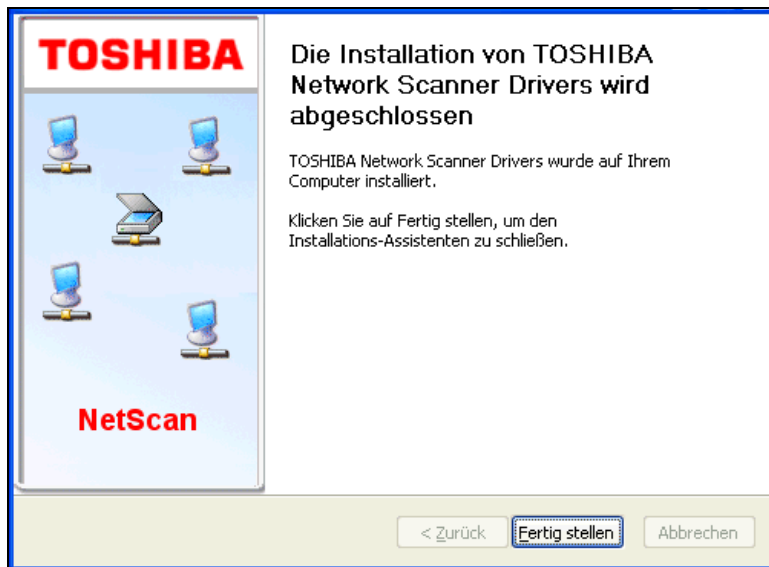 TOSHIBA
NetScan
Die Installation von TOSHIBA
Network Scanner Drivers wird
abgeschlossen
TOSHIBA Network Scanner Drivers wurde auf Ihrem
Computer installiert.
Klicken Sie auf Fertig stellen, um den
Installations-Assistenten zu schließen.
< Zurück
Fertig stellen
Abbrechen